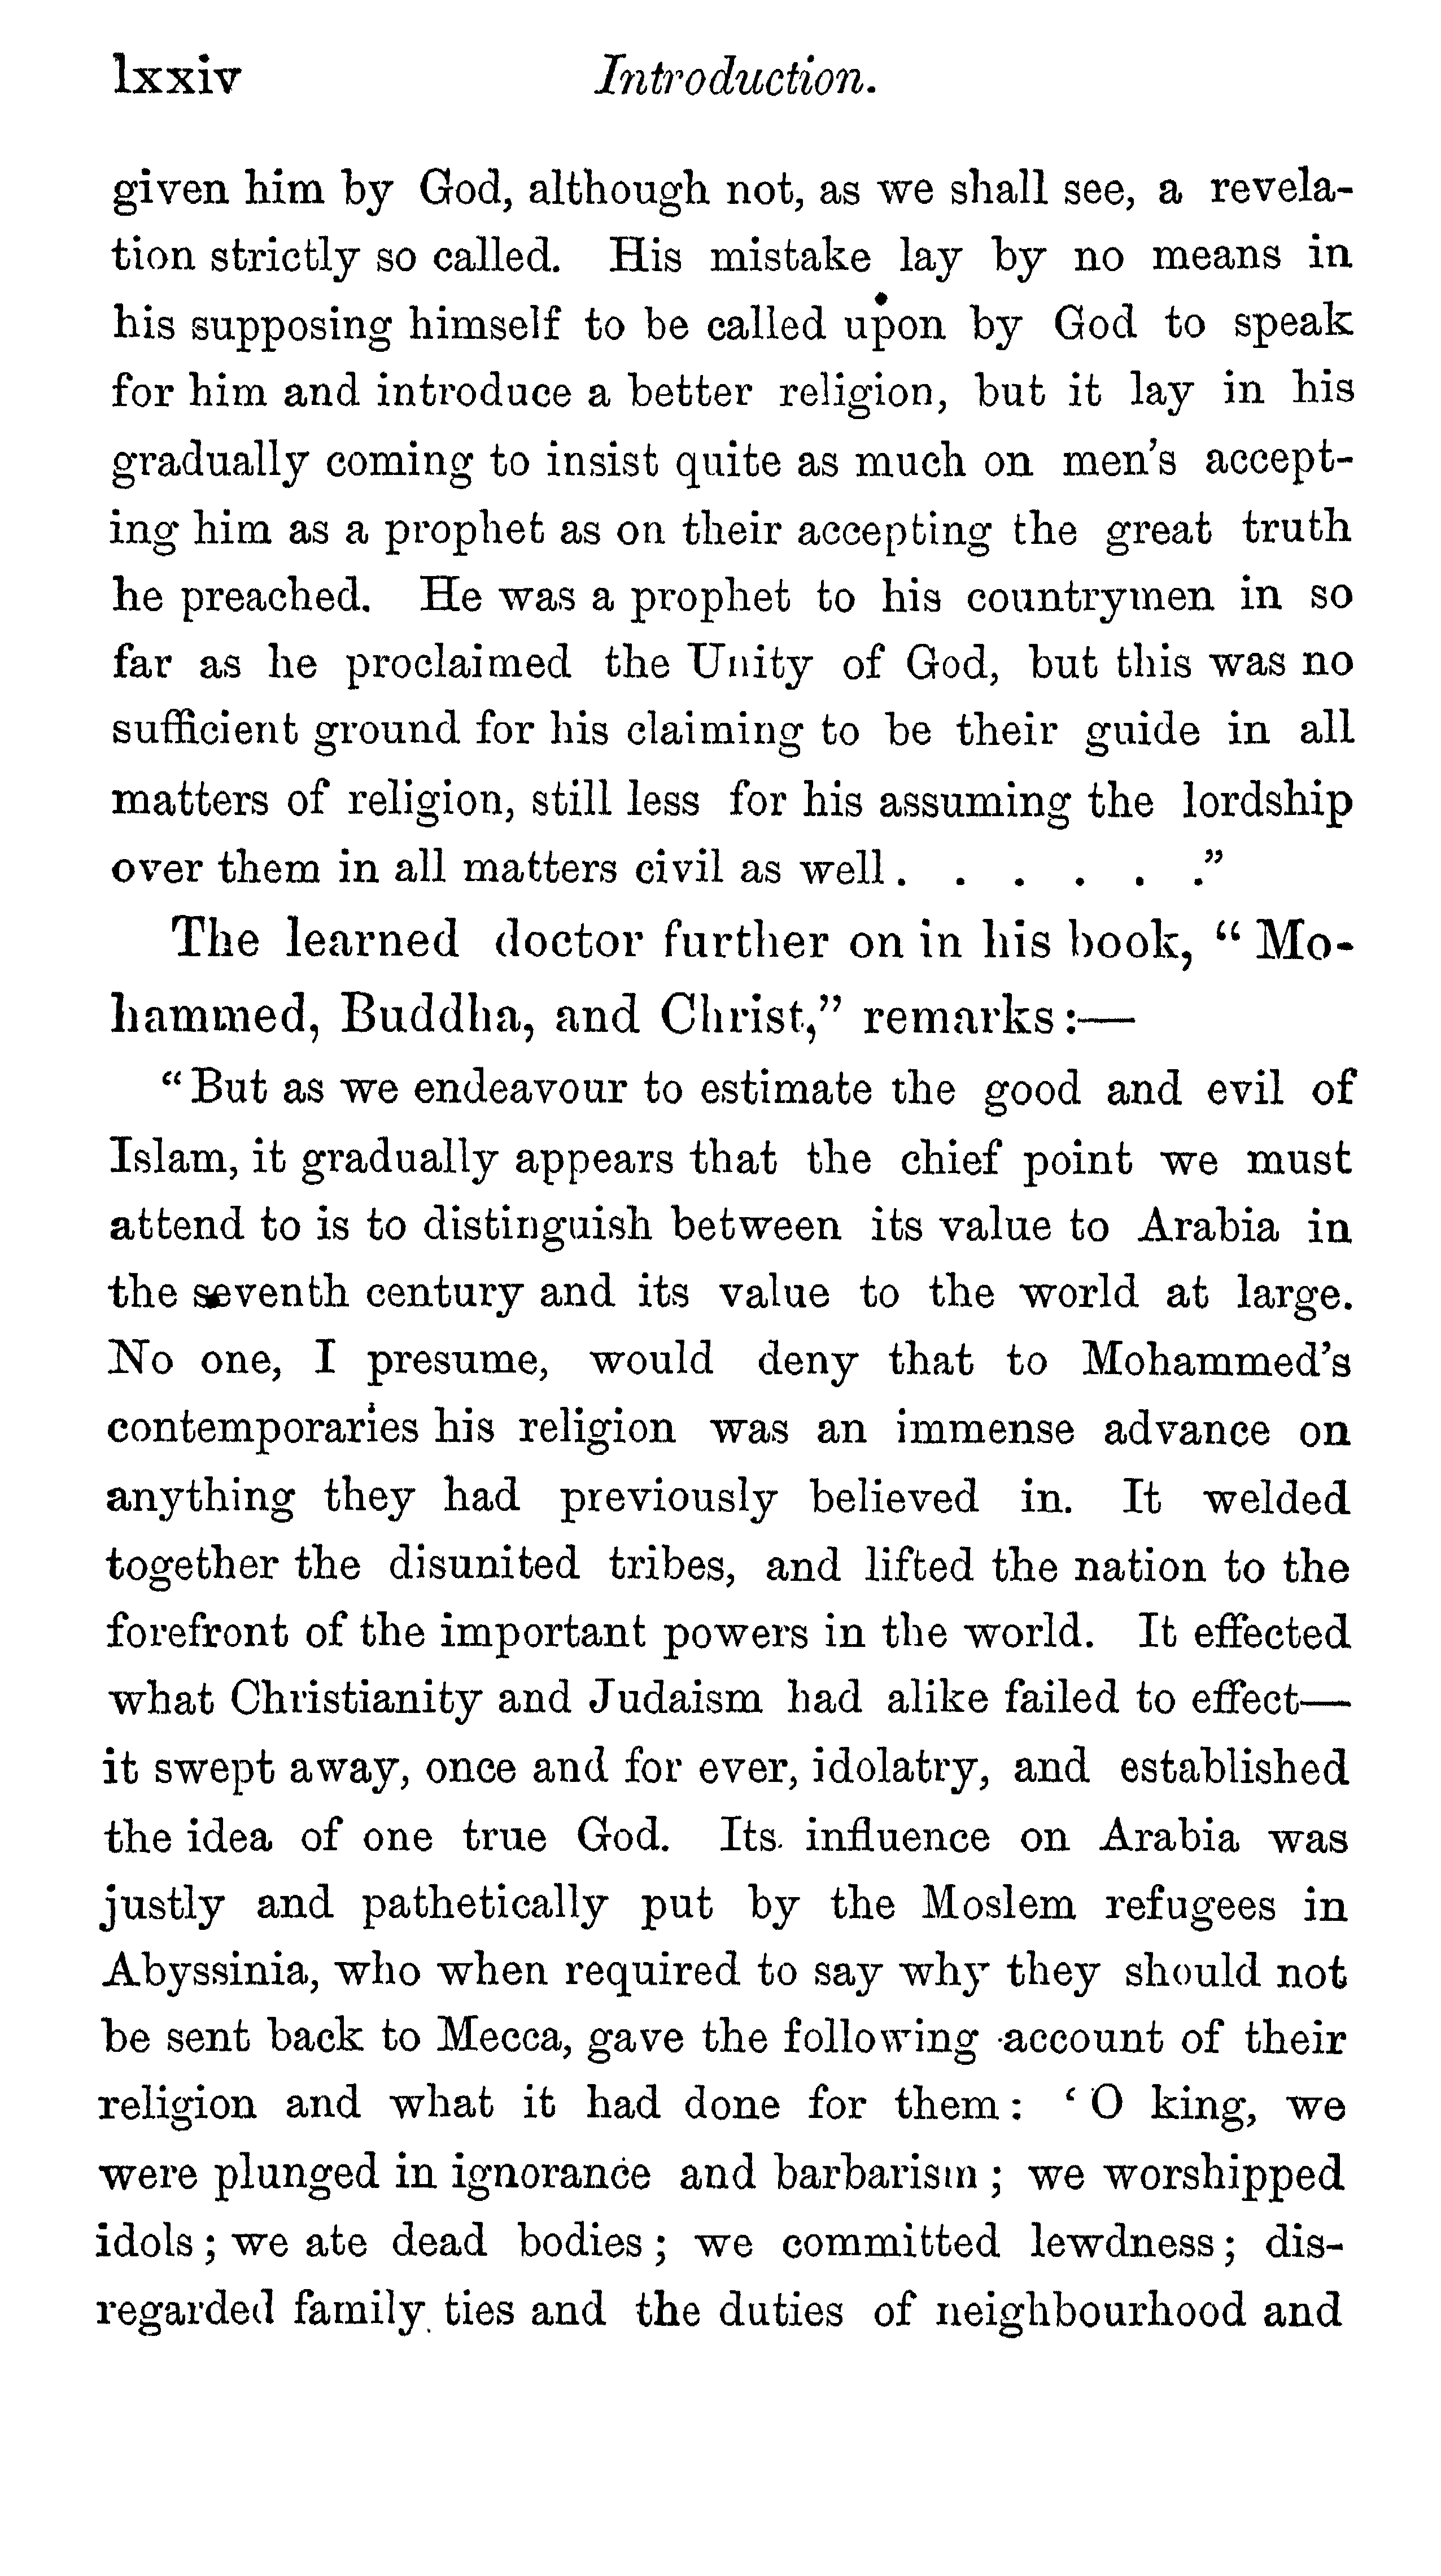 lxxiv Introduction.
given him by God, although not, as we shall see, a revela-
tion strictly so called. His mistake lay by no means in
his supposing himself to be called upon by God to speak
for him and introduce a better religion, but it lay in his
gradually coming to insist quite as much on men's accept-
ing him as a prophet as on their accepting the great truth
he preached. He was a prophet to his countrymen in so
far as he proclaimed the Unity of God, but this was no
sufficient ground for his claiming to be their guide in all
matters of religion, still less for his assuming the lordship
over them in all matters civil as well. . . . . ."
The learned doctor further on in his book, "Mo-
hammed, Buddha, and Christ," remarks:—
"But as we endeavour to estimate the good and evil of
Islam, it gradually appears that the chief point we must
attend to is to distinguish between its value to Arabia in
the seventh century and its value to the world at large.
No one, I presume, would deny that to Mohammed's
contemporaries his religion was an immense advance on
anything they had previously believed in. It welded
together the disunited tribes, and lifted the nation to the
forefront of the important powers in the world. It effected
what Christianity and Judaism had alike failed to effect—
it swept away, once and for ever, idolatry, and established
the idea of one true God. Its influence on Arabia was
justly and pathetically put by the Moslem refugees in
Abyssinia, who when required to say why they should not
be sent back to Mecca, gave the following account of their
religion and what it had done for them: 'O king, we
were plunged in ignorance and barbarism; we worshipped
idols; we ate dead bodies; we committed lewdness; dis-
regarded family ties and the duties of neighbourhood and